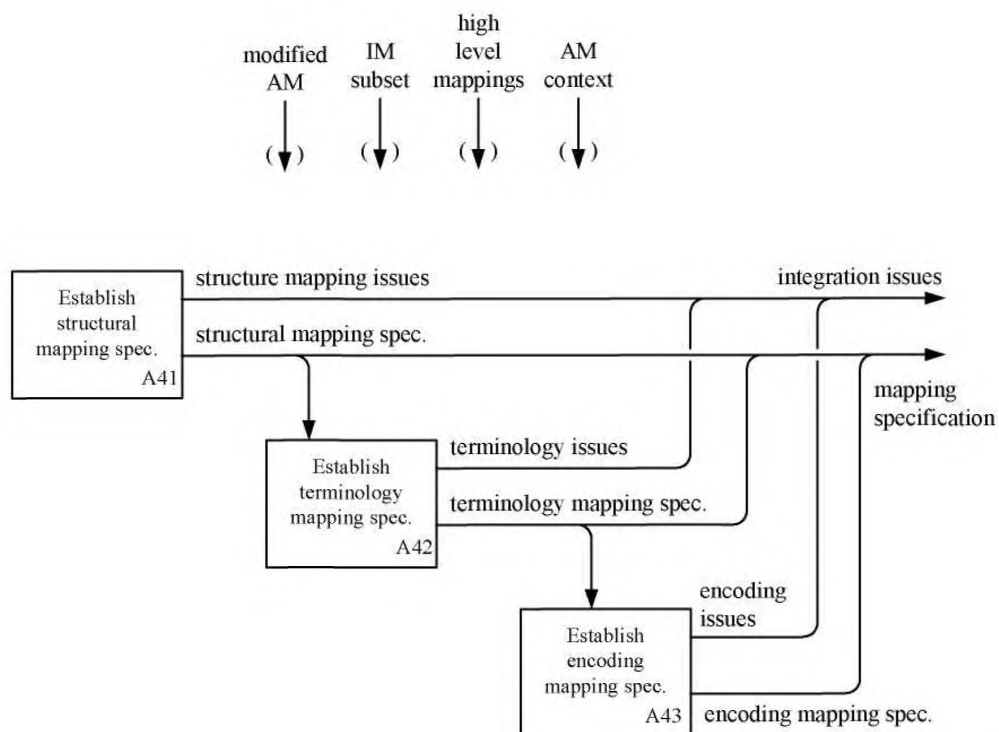 modified
AM
IM
subset
high
level
mappings
AM
context
( )
( )
( )
( )
structure mapping issues
integration issues
Establish
structural
mapping spec.
A41
structural mapping spec.
mapping
specification
Establish
terminology
mapping spec.
A42
terminology issues
terminology mapping spec.
Establish
encoding
mapping spec.
A43
encoding
issues
encoding mapping spec.